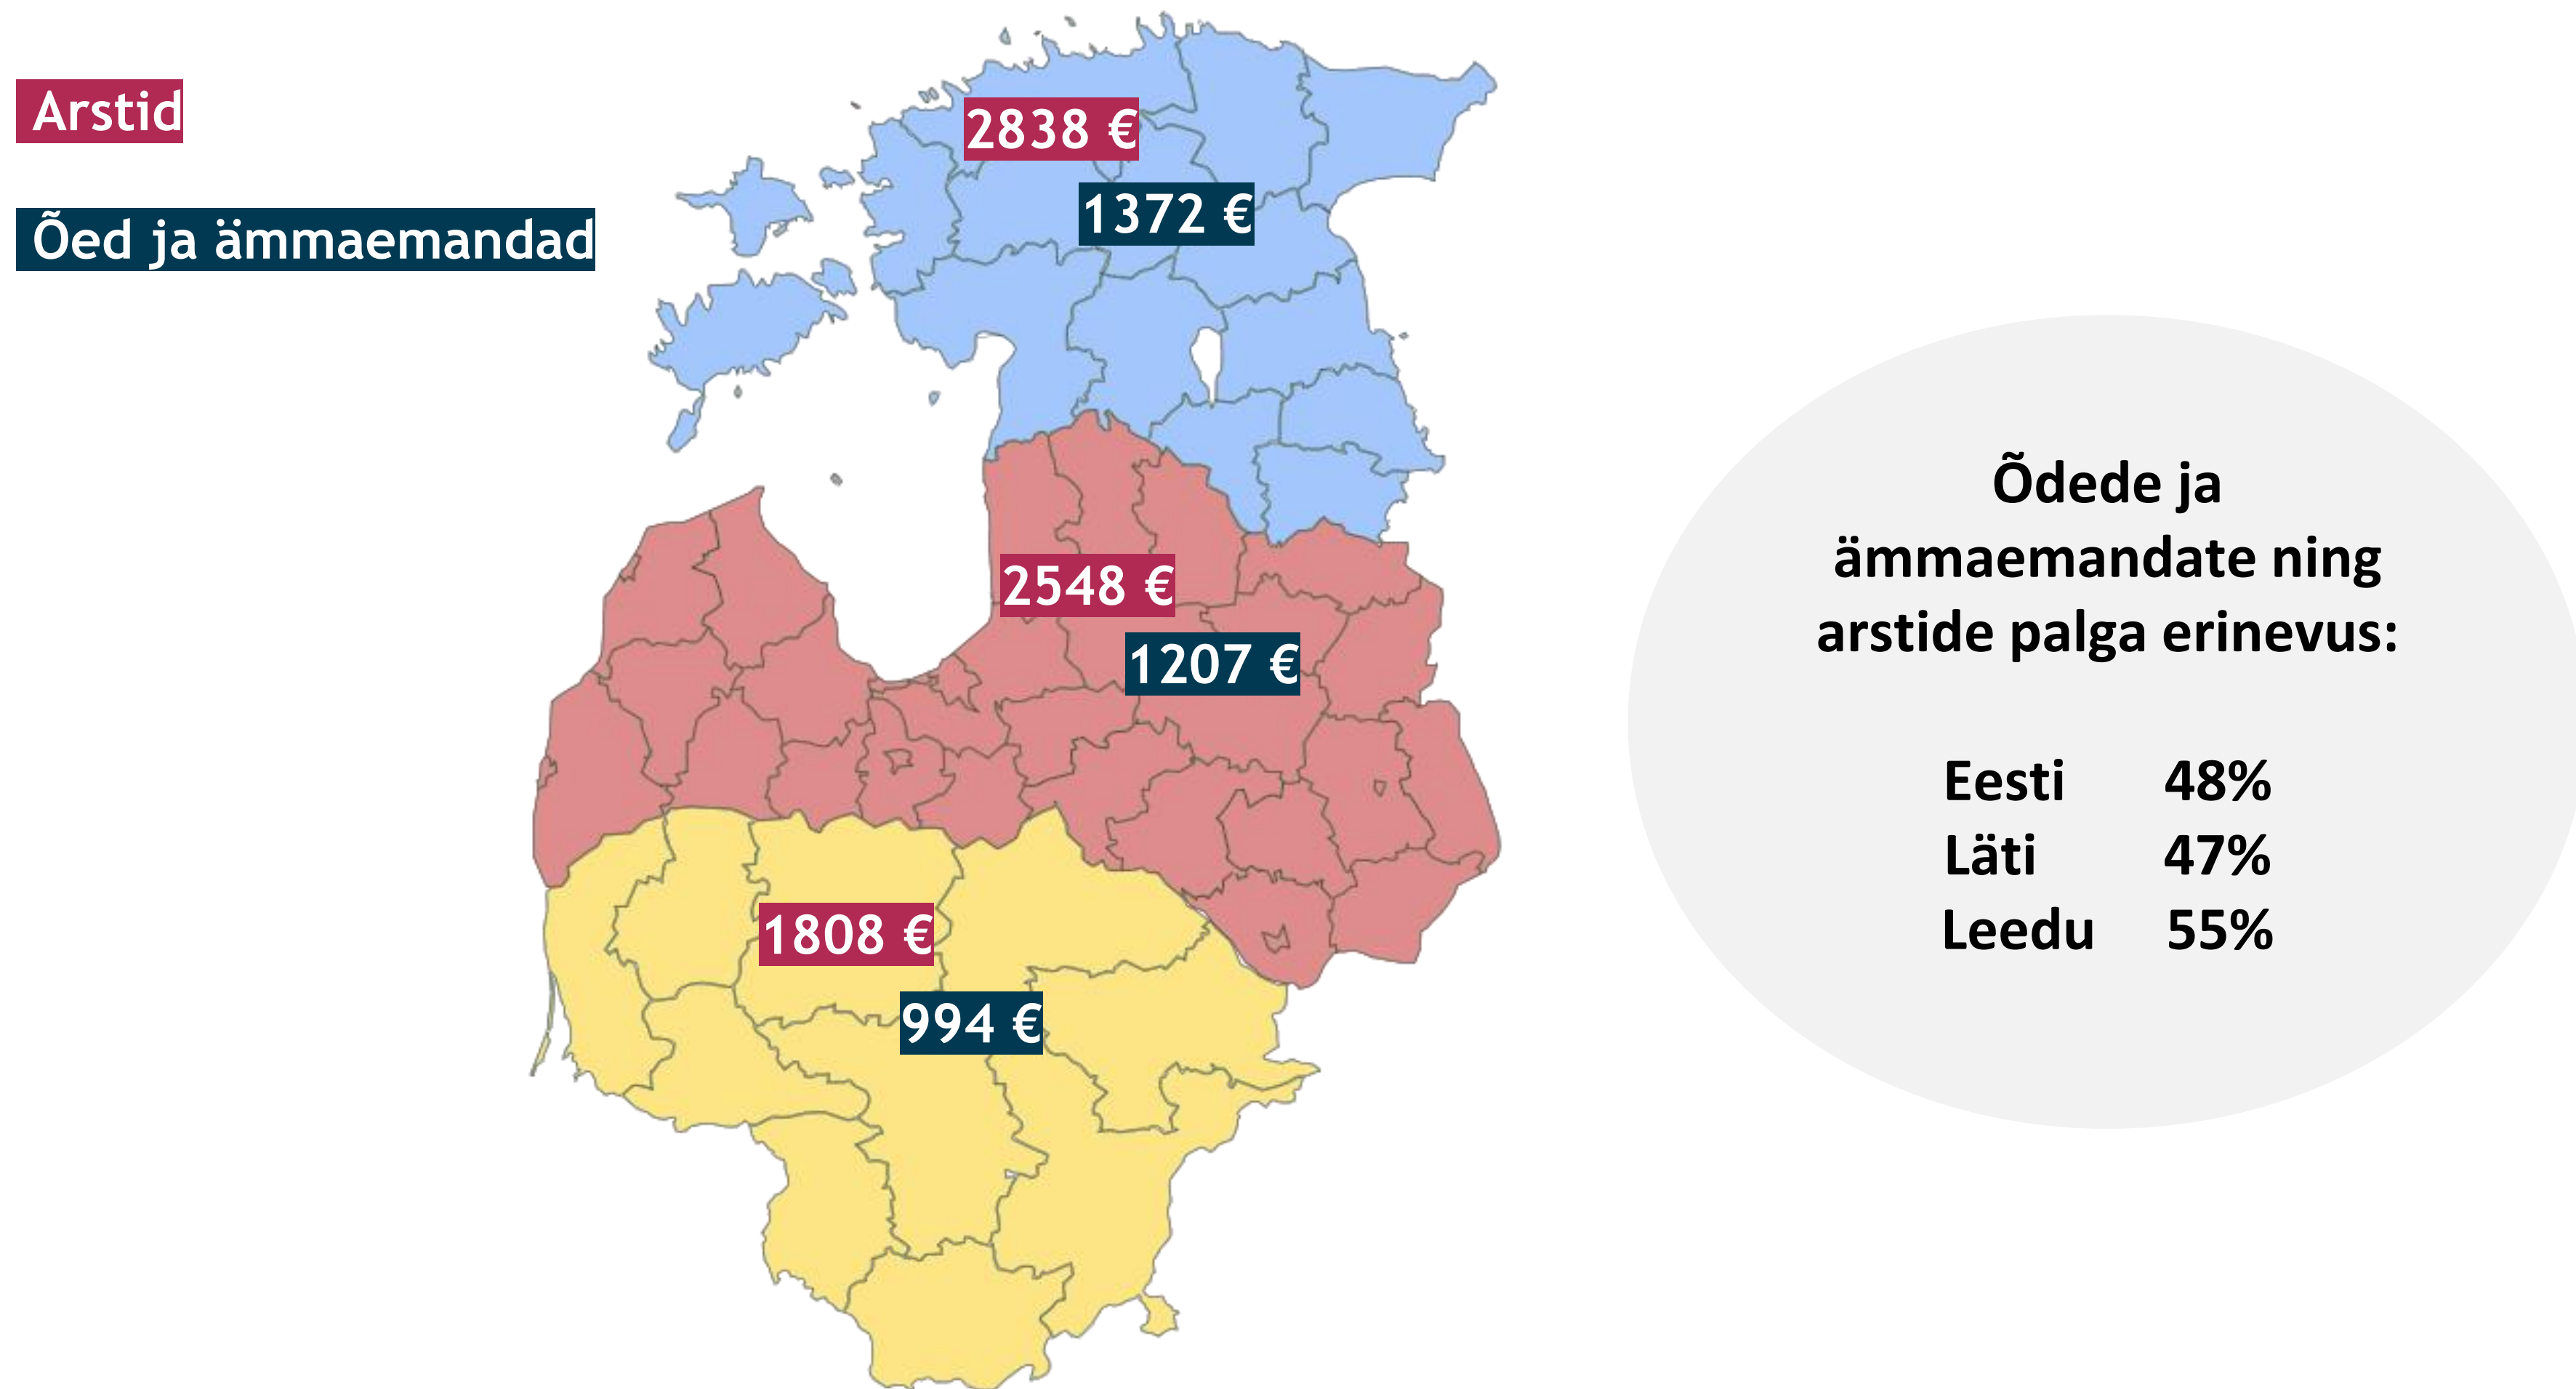 Arstid
Õed ja ämmaemandad
2838 €
1372 €
2548 €
1207 €
1808 €
994 €
Õdede ja
ämmaemandate ning
arstide palga erinevus:
Eesti 48%
Läti 47%
Leedu 55%